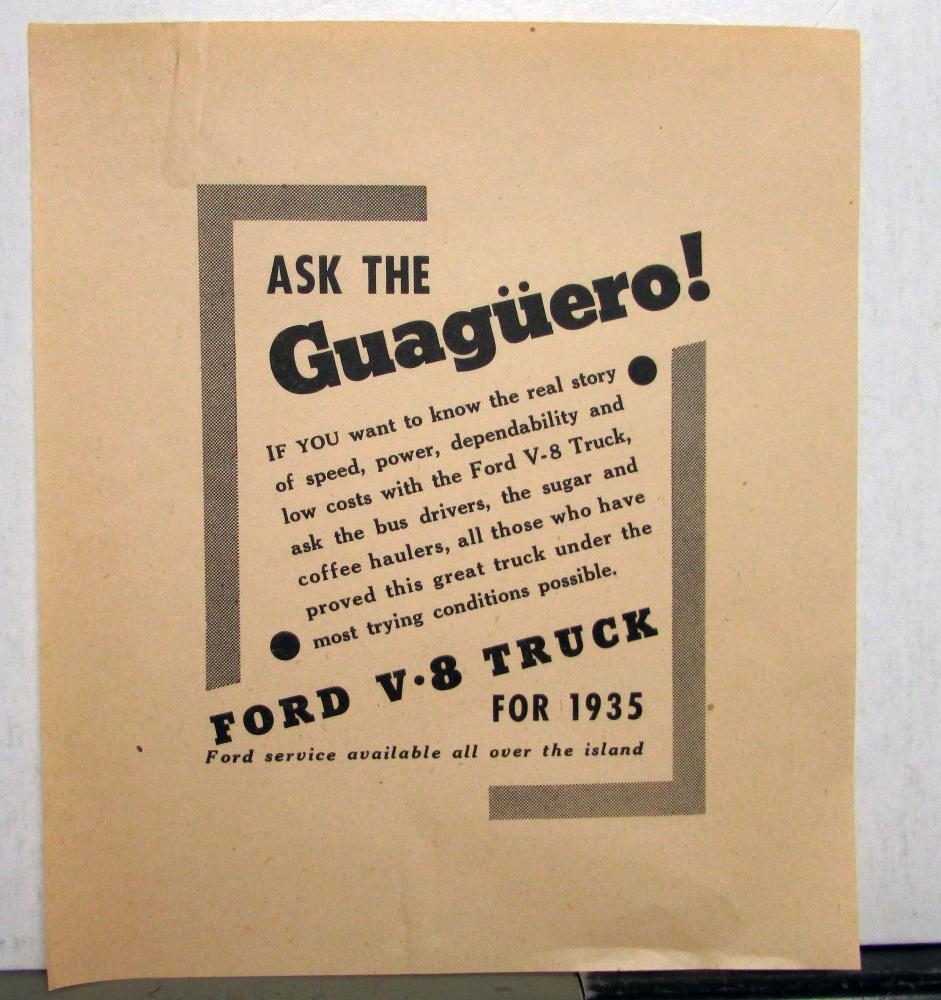 ASK THE
Guagüero!
IF YOU want to know the real story
of speed, power, dependability and
low costs with the Ford V-8 Truck,
ask the bus drivers, the sugar and
coffee haulers, all those who have
proved this great truck under the
most trying conditions possible.
FORD V·8 TRUCK
FOR 1935
Ford service available all over the island